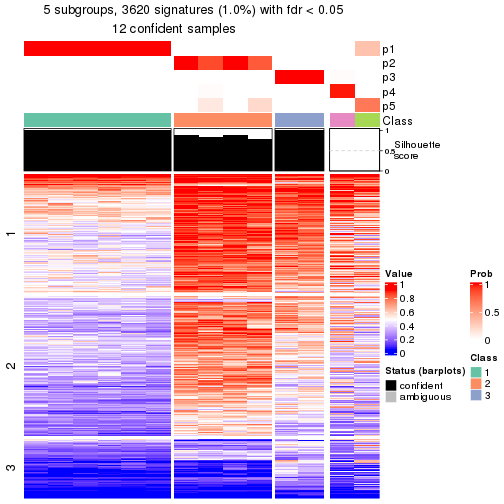 5 subgroups, 3620 signatures (1.0%) with fdr < 0.05
12 confident samples
p1
p2
p3
p4
p5
Class
1
0.5
0
Silhouette
score
1
2
3
Value
1
0.8
0.6
0.4
0.2
0
Prob
1
0.5
0
Status (barplots)
confident
ambiguous
Class
1
2
3